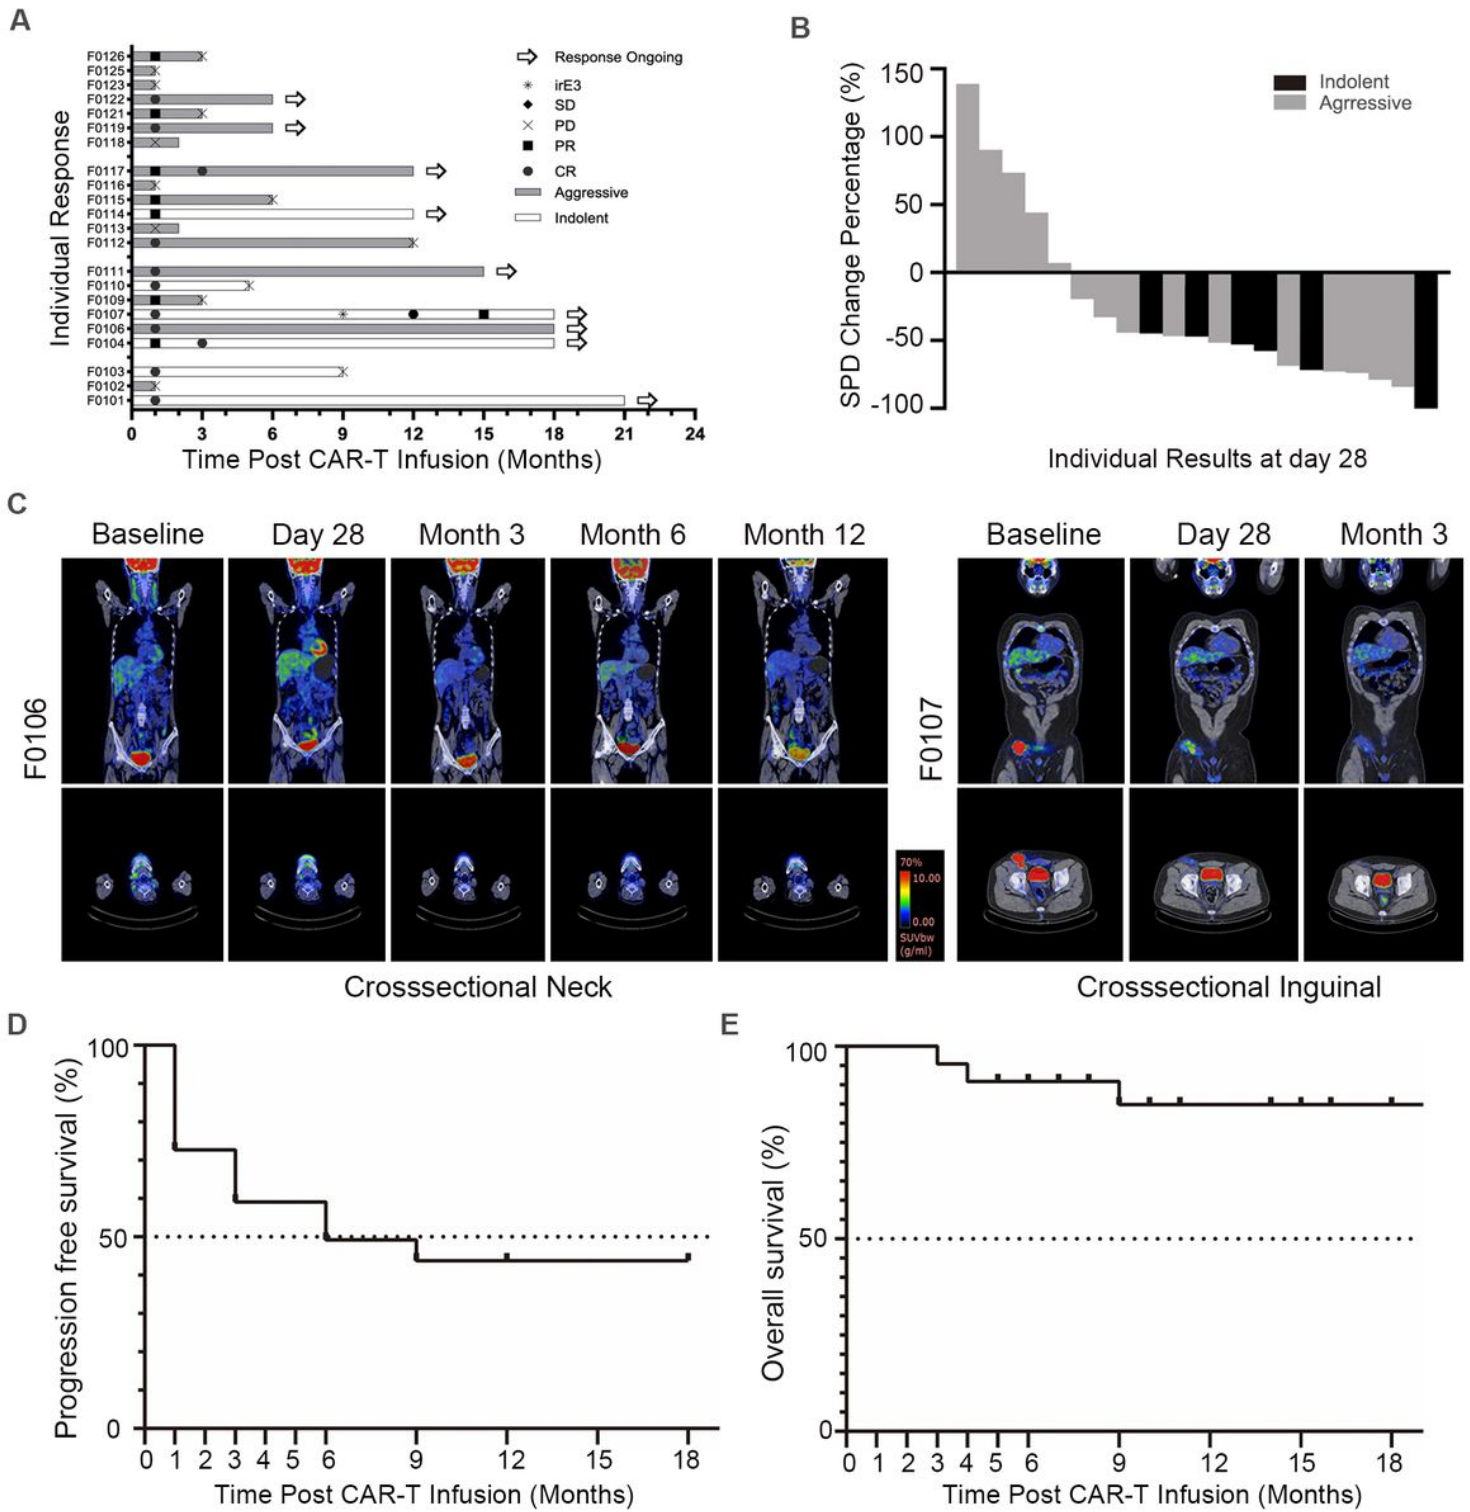 A
Individual Response
F0126
F0125
F0123
F0122
F0121
F0119
F0118
F0117
F0116
F0115
F0114
F0113
F0112
F0111
F0110
F0109
F0107
F0106
F0104
F0103
F0102
F0101
0 3 6 9 12 15 18 21 24
Time Post CAR-T Infusion (Months)
Response Ongoing
irE3
SD
PD
PR
CR
Aggressive
Indolent
B
SPD Change Percentage (%)
150
100
50
0
-50
-100
Indolent
Agrressive
Individual Results at day 28
C
Baseline Day 28 Month 3 Month 6 Month 12
F0106
Crosssectional Neck
70%
10.00
0.00
SUVbw
(g/ml)
Baseline Day 28 Month 3
F0107
Crosssectional Inguinal
D
Progression free survival (%)
100
50
0
0 1 2 3 4 5 6 9 12 15 18
Time Post CAR-T Infusion (Months)
E
Overall survival (%)
100
50
0
0 1 2 3 4 5 6 9 12 15 18
Time Post CAR-T Infusion (Months)